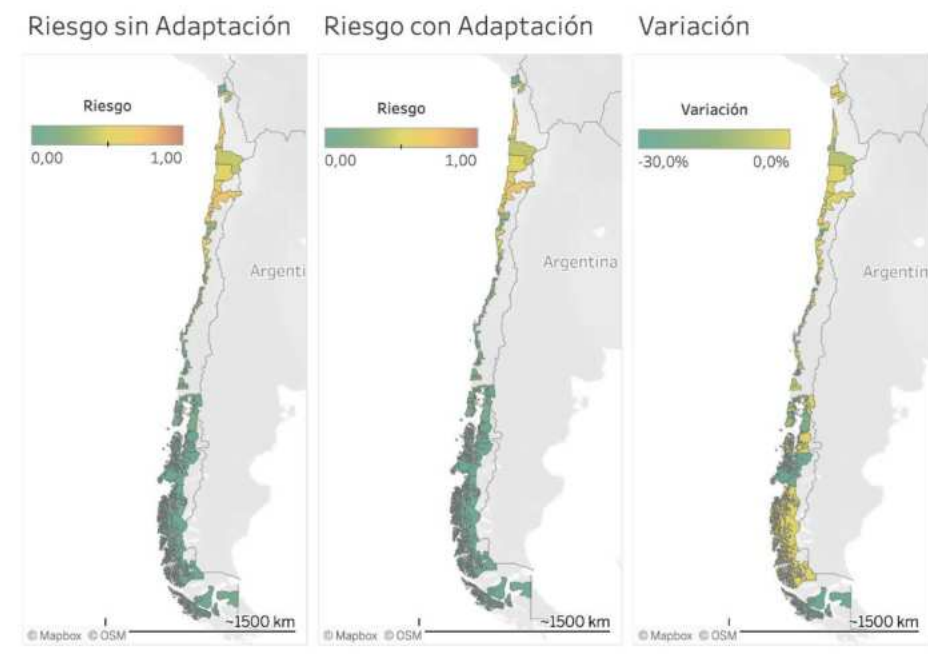 Riesgo sin Adaptación
Riesgo con Adaptación
Variación
Riesgo
0,00
1,00
Riesgo
0,00
1,00
Variación
-30,0%
0,0%
Argenti
Argentina
Argentin
~1500 km
© Mapbox © OSM
~1500 km
© Mapbox © OSM
~1500 km
© Mapbox © OSM